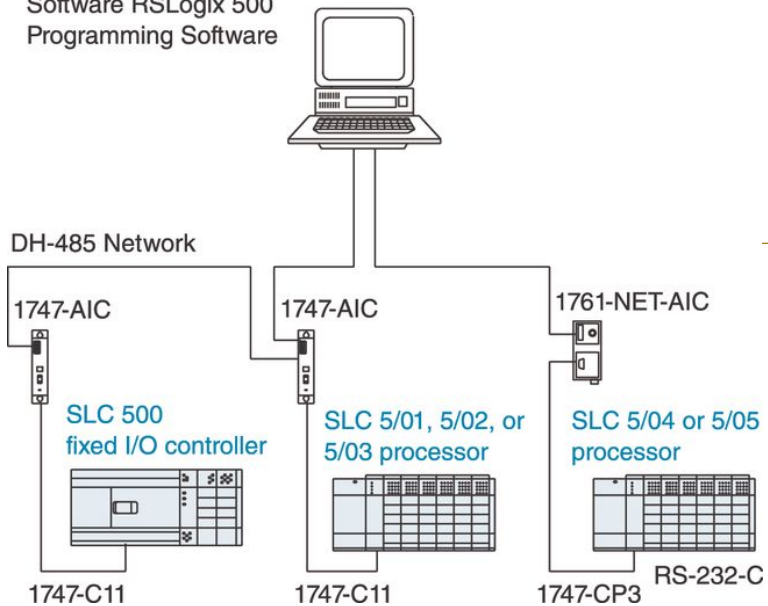 Software RSLogix 500
Programming Software
DH-485 Network
1747-AIC
1747-AIC
1761-NET-AIC
SLC 500
fixed I/O controller
SLC 5/01, 5/02, or
5/03 processor
SLC 5/04 or 5/05
processor
RS-232-C
1747-C11
1747-C11
1747-CP3